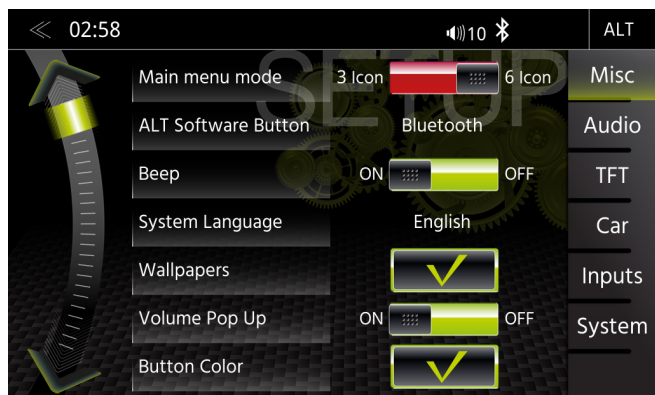 02:58 10 ALT
SETUP
Main menu mode 3 Icon 6 Icon Misc
ALT Software Button Bluetooth Audio
Beep ON OFF TFT
System Language English Car
Wallpapers Inputs
Volume Pop Up ON OFF System
Button Color